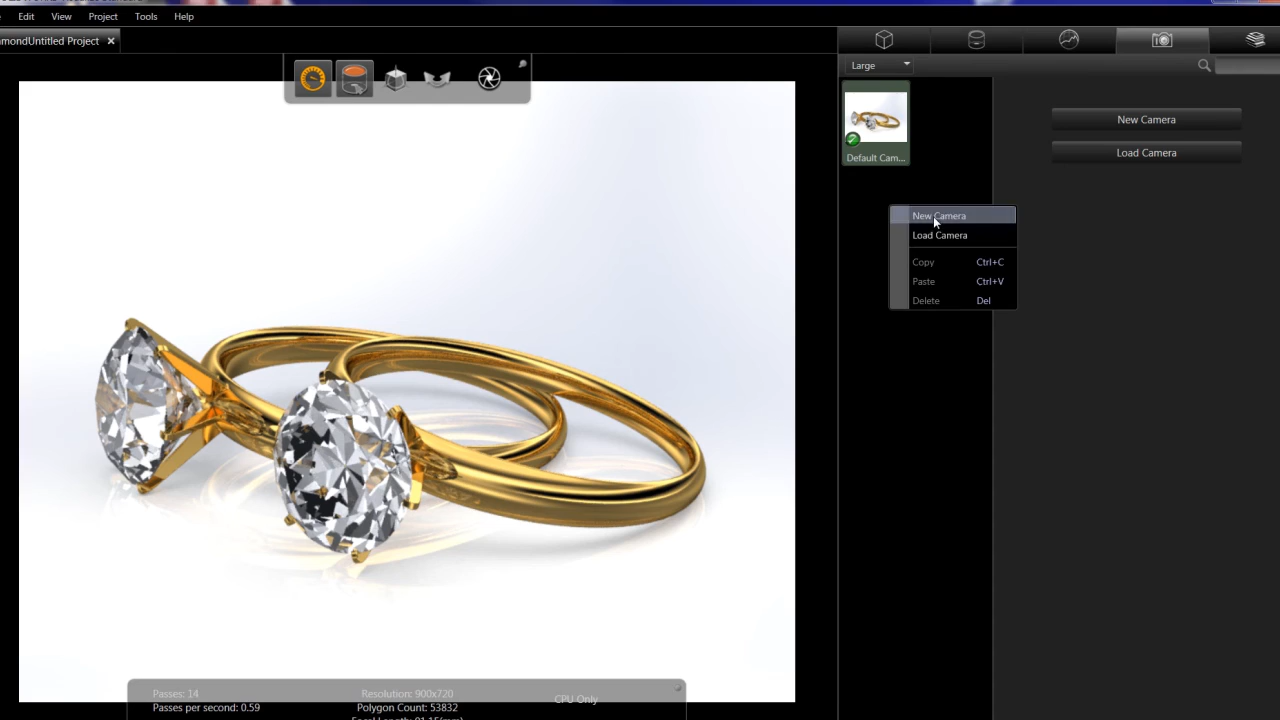 Edit View Project Tools Help
mondUntitled Project
Large
Default Cam...
New Camera
Load Camera
New Camera
Load Camera
Copy Ctrl+C
Paste Ctrl+V
Delete Del
Passes: 14
Passes per second: 0.59
Resolution: 900x720
Polygon Count: 53832
CPU Only